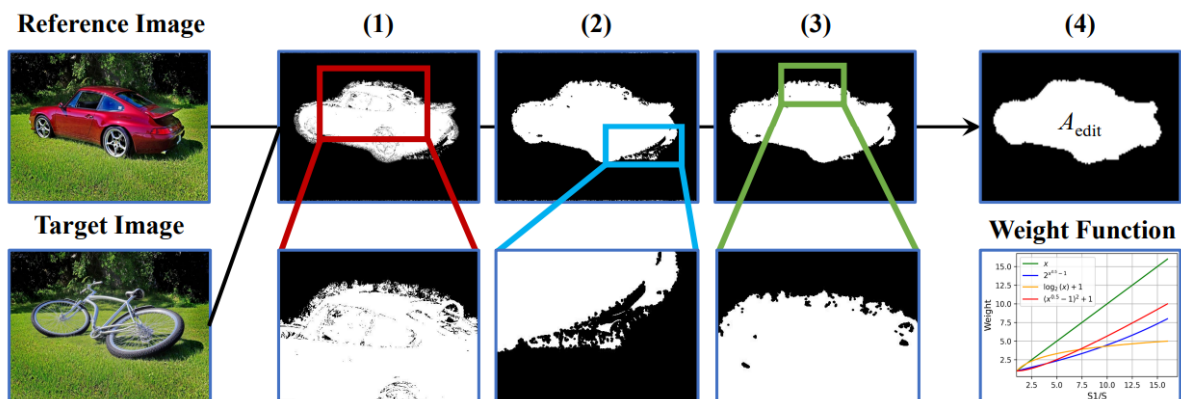 Reference Image
(1)
(2)
(3)
(4)
A_edit
Target Image
Weight Function
x
2^{x^{0.5}-1}
log₂(x)+1
(x^{0.5}-1)²+1
Weight
15.0
12.5
10.0
7.5
5.0
2.5
2.5 5.0 7.5 10.0 12.5 15.0
S1/S